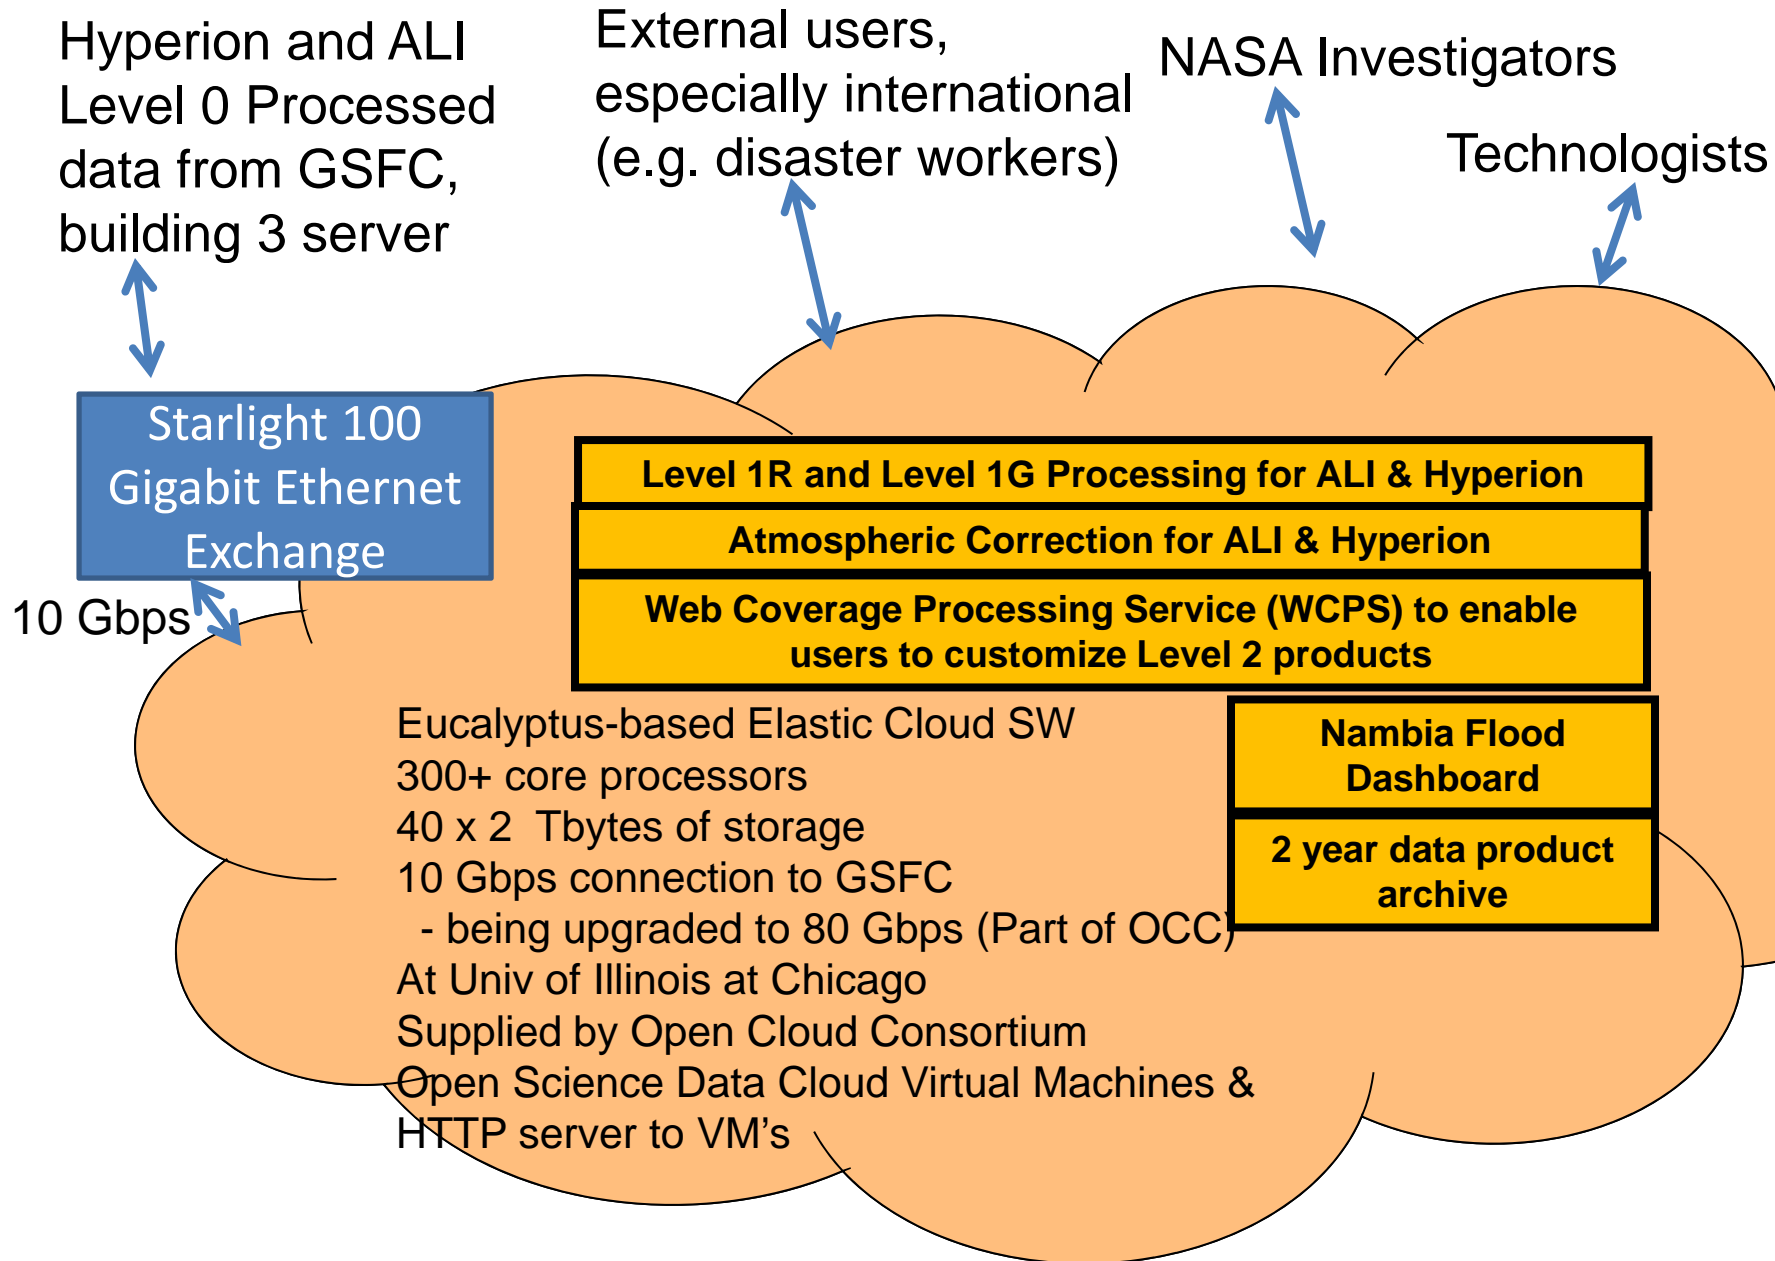 Hyperion and ALI
Level 0 Processed
data from GSFC,
building 3 server
External users,
especially international
(e.g. disaster workers)
NASA Investigators
Technologists
Starlight 100
Gigabit Ethernet
Exchange
10 Gbps
Level 1R and Level 1G Processing for ALI & Hyperion
Atmospheric Correction for ALI & Hyperion
Web Coverage Processing Service (WCPS) to enable
users to customize Level 2 products
Eucalyptus-based Elastic Cloud SW
300+ core processors
40 x 2  Tbytes of storage
10 Gbps connection to GSFC
- being upgraded to 80 Gbps (Part of OCC)
At Univ of Illinois at Chicago
Supplied by Open Cloud Consortium
Open Science Data Cloud Virtual Machines &
HTTP server to VM’s
Nambia Flood
Dashboard
2 year data product
archive